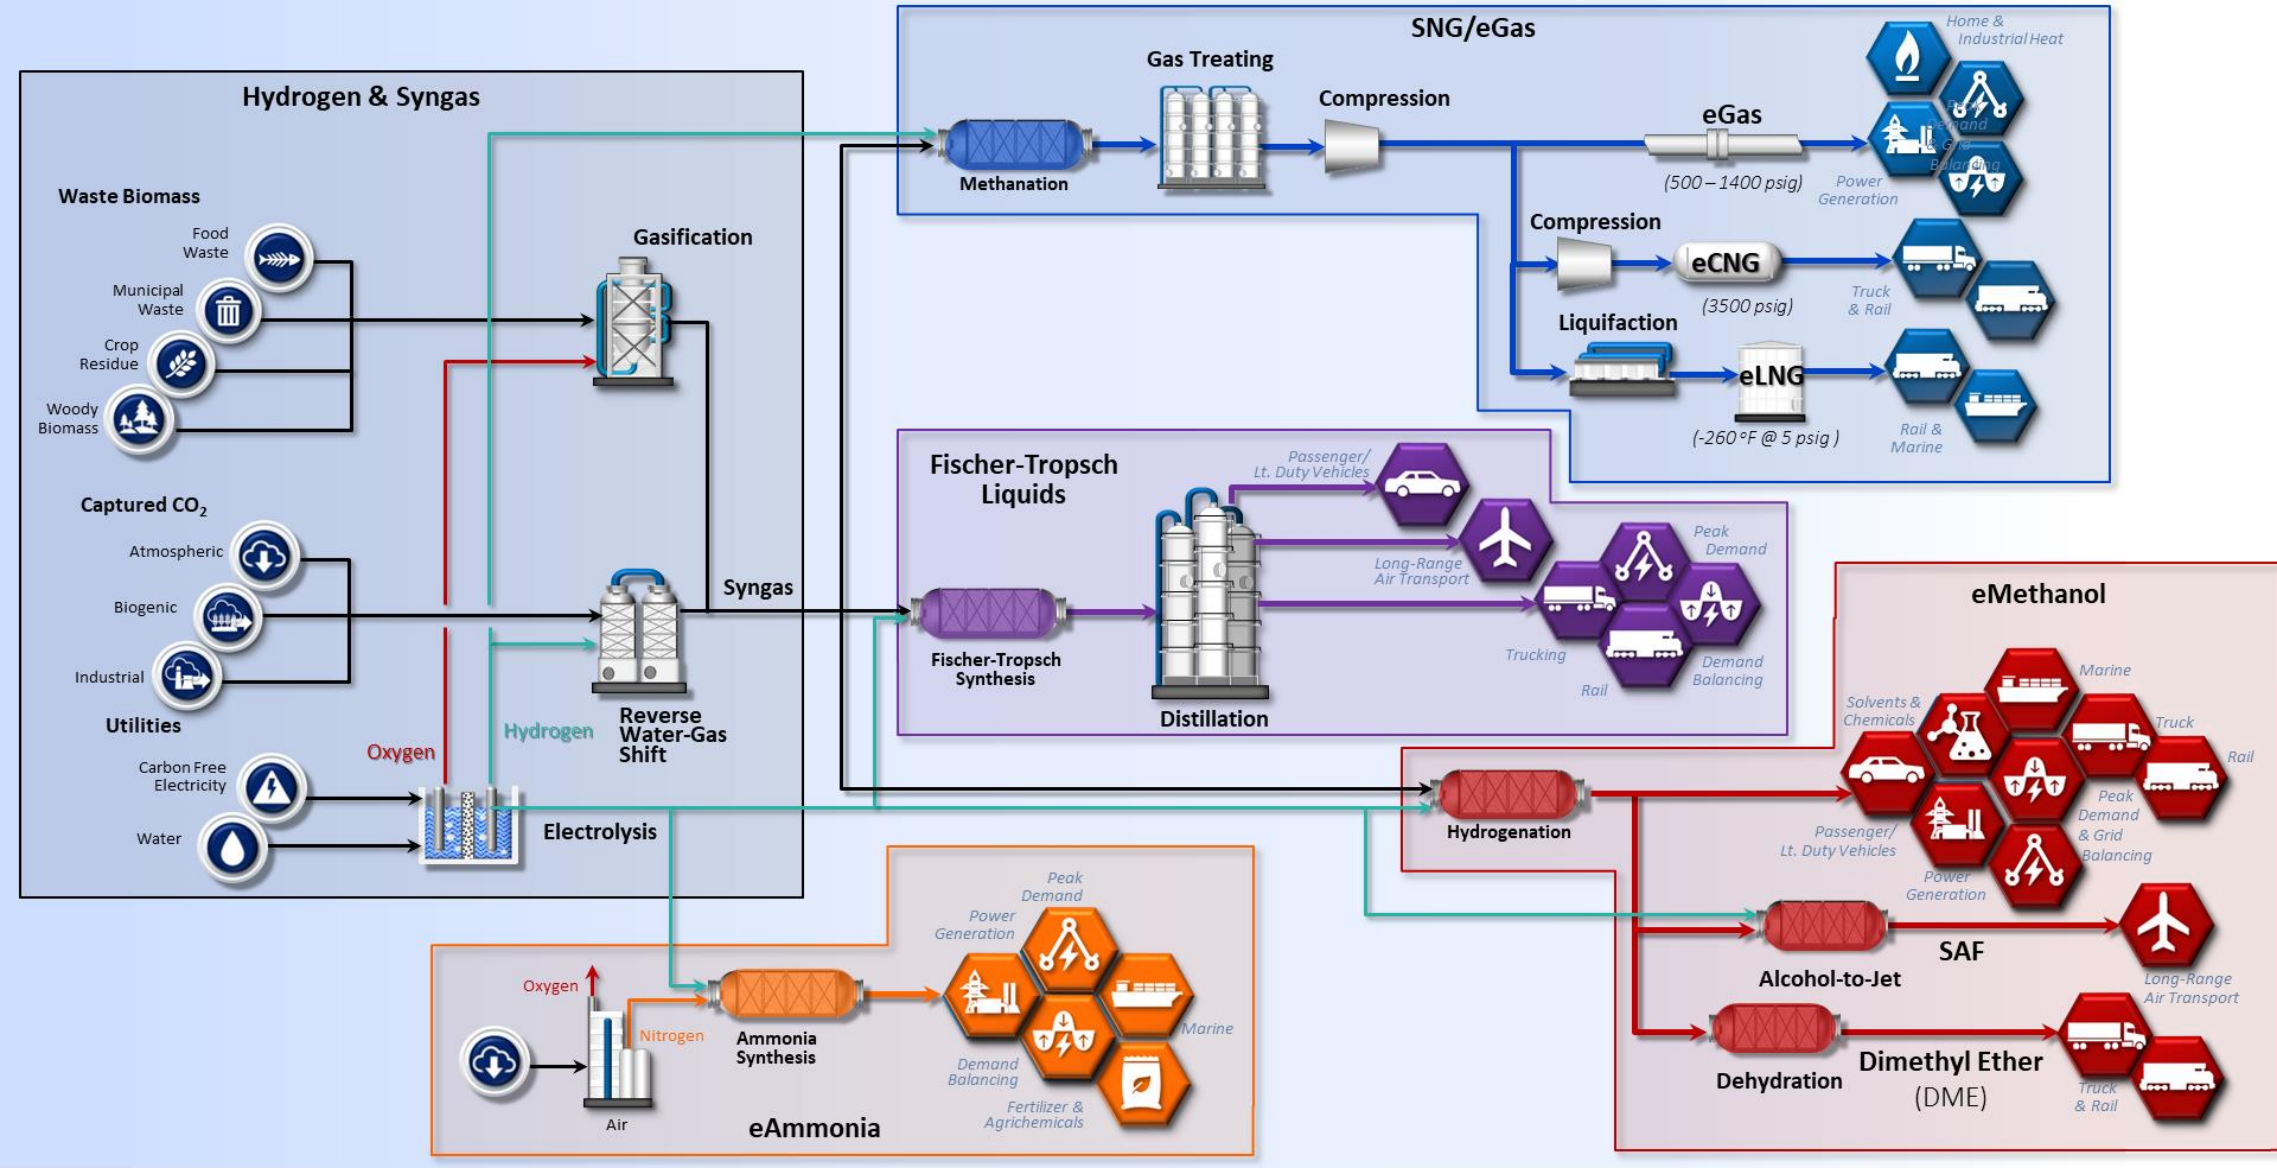 Hydrogen & Syngas
Waste Biomass
Food
Waste
Municipal
Waste
Crop
Residue
Woody
Biomass
Gasification
Captured CO2
Atmospheric
Biogenic
Industrial
Syngas
Reverse
Water-Gas
Shift
Utilities
Oxygen
Hydrogen
Carbon Free
Electricity
Water
Electrolysis
SNG/eGas
Gas Treating
Compression
Methanation
eGas
(500 – 1400 psig)
Home &
Industrial Heat
Peak
Demand
& Grid
Balancing
Power
Generation
Compression
eCNG
(3500 psig)
Truck
& Rail
Liquifaction
eLNG
(-260 °F @ 5 psig )
Rail &
Marine
Fischer-Tropsch
Liquids
Passenger/
Lt. Duty Vehicles
Long-Range
Air Transport
Peak
Demand
Fischer-Tropsch
Synthesis
Distillation
Trucking
Rail
Demand
Balancing
eMethanol
Marine
Solvents &
Chemicals
Truck
Rail
Hydrogenation
Passenger/
Lt. Duty Vehicles
Peak
Demand
& Grid
Balancing
Power
Generation
Alcohol-to-Jet
SAF
Long-Range
Air Transport
Dehydration
Dimethyl Ether
(DME)
Truck
& Rail
Peak
Demand
Power
Generation
Oxygen
Nitrogen
Ammonia
Synthesis
Marine
Demand
Balancing
Fertilizer &
Agrichemicals
Air
eAmmonia